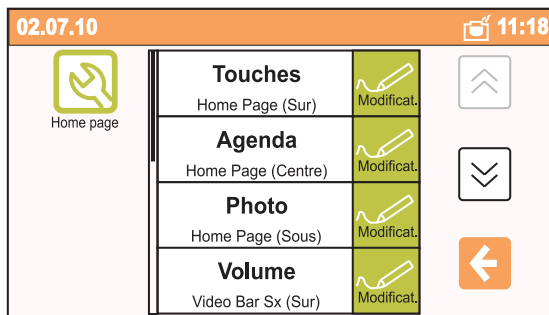 02.07.10
11:18
Home page
Touches
Home Page (Sur)
Modificat.
Agenda
Home Page (Centre)
Modificat.
Photo
Home Page (Sous)
Modificat.
Volume
Video Bar Sx (Sur)
Modificat.